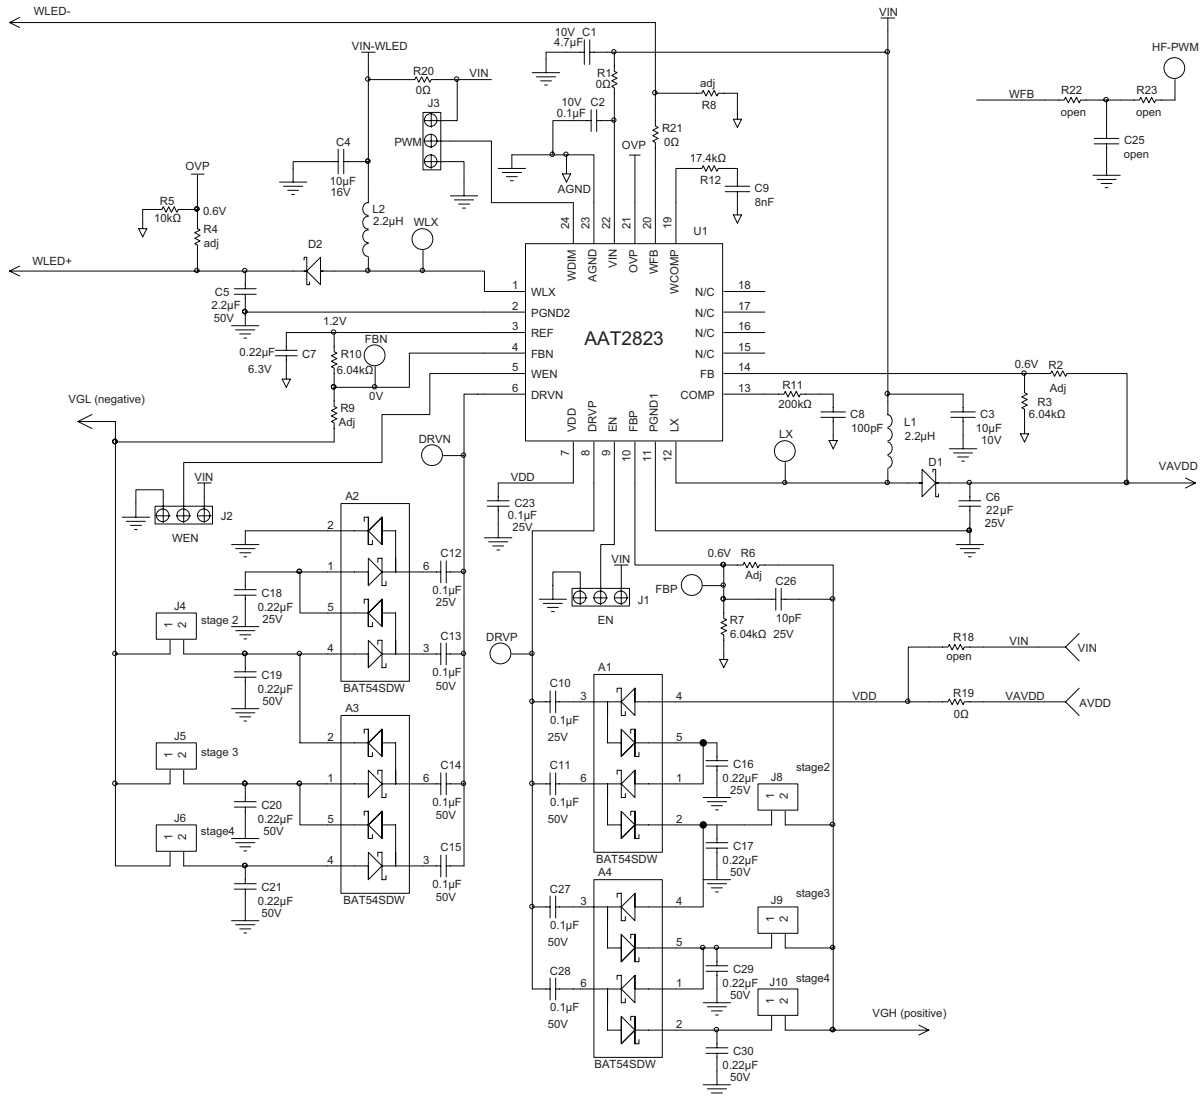 WLED-
VIN
VIN-WLED
R20
0Ω
VIN
J3
PWM
C4
10µF
16V
10V
4.7µF
C1
R1
0Ω
10V
0.1µF
C2
AGND
adj
R8
R21
0Ω
OVP
17.4kΩ
R12
C9
8nF
HF-PWM
WFB
R22
open
R23
open
C25
open
OVP
R5
10kΩ
0.6V
R4
adj
L2
2.2µH
WLX
D2
WLED+
C5
2.2µF
50V
24
23
22
21
20
19
U1
WDIM
AGND
VIN
OVP
WFB
WCOMP
1
WLX
2
PGND2
3
REF
4
FBN
5
WEN
6
DRVN
AAT2823
N/C
18
N/C
17
N/C
16
N/C
15
FB
14
COMP
13
VDD
DRVP
EN
FBP
PGND1
LX
7
8
9
10
11
12
1.2V
0.22µF
C7
6.3V
R10
6.04kΩ
FBN
0V
R9
Adj
VGL (negative)
DRVN
VIN
J2
WEN
0.6V
R2
Adj
R3
6.04kΩ
R11
200kΩ
C8
100pF
L1
2.2µH
C3
10µF
10V
LX
D1
VAVDD
C6
22µF
25V
VDD
C23
0.1µF
25V
VIN
J1
EN
0.6V
R6
Adj
FBP
C26
10pF
25V
R7
6.04kΩ
DRVP
A2
2
1
6
5
4
3
BAT54SDW
C12
0.1µF
25V
C13
0.1µF
50V
C18
0.22µF
25V
J4
1 2
stage 2
C19
0.22µF
50V
A3
2
1
6
5
4
3
BAT54SDW
C14
0.1µF
50V
C15
0.1µF
50V
J5
1 2
stage 3
C20
0.22µF
50V
J6
1 2
stage4
C21
0.22µF
50V
R18
open
VIN
VIN
VDD
R19
0Ω
VAVDD
AVDD
A1
3
4
5
6
1
2
BAT54SDW
C10
0.1µF
25V
C11
0.1µF
50V
C16
0.22µF
25V
stage2
J8
1 2
C17
0.22µF
50V
A4
3
4
5
6
1
2
BAT54SDW
C27
0.1µF
50V
C28
0.1µF
50V
stage3
J9
1 2
C29
0.22µF
50V
stage4
J10
1 2
C30
0.22µF
50V
VGH (positive)